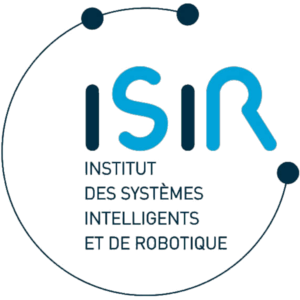 iSiR
INSTITUT
DES SYSTÈMES
INTELLIGENTS
ET DE ROBOTIQUE